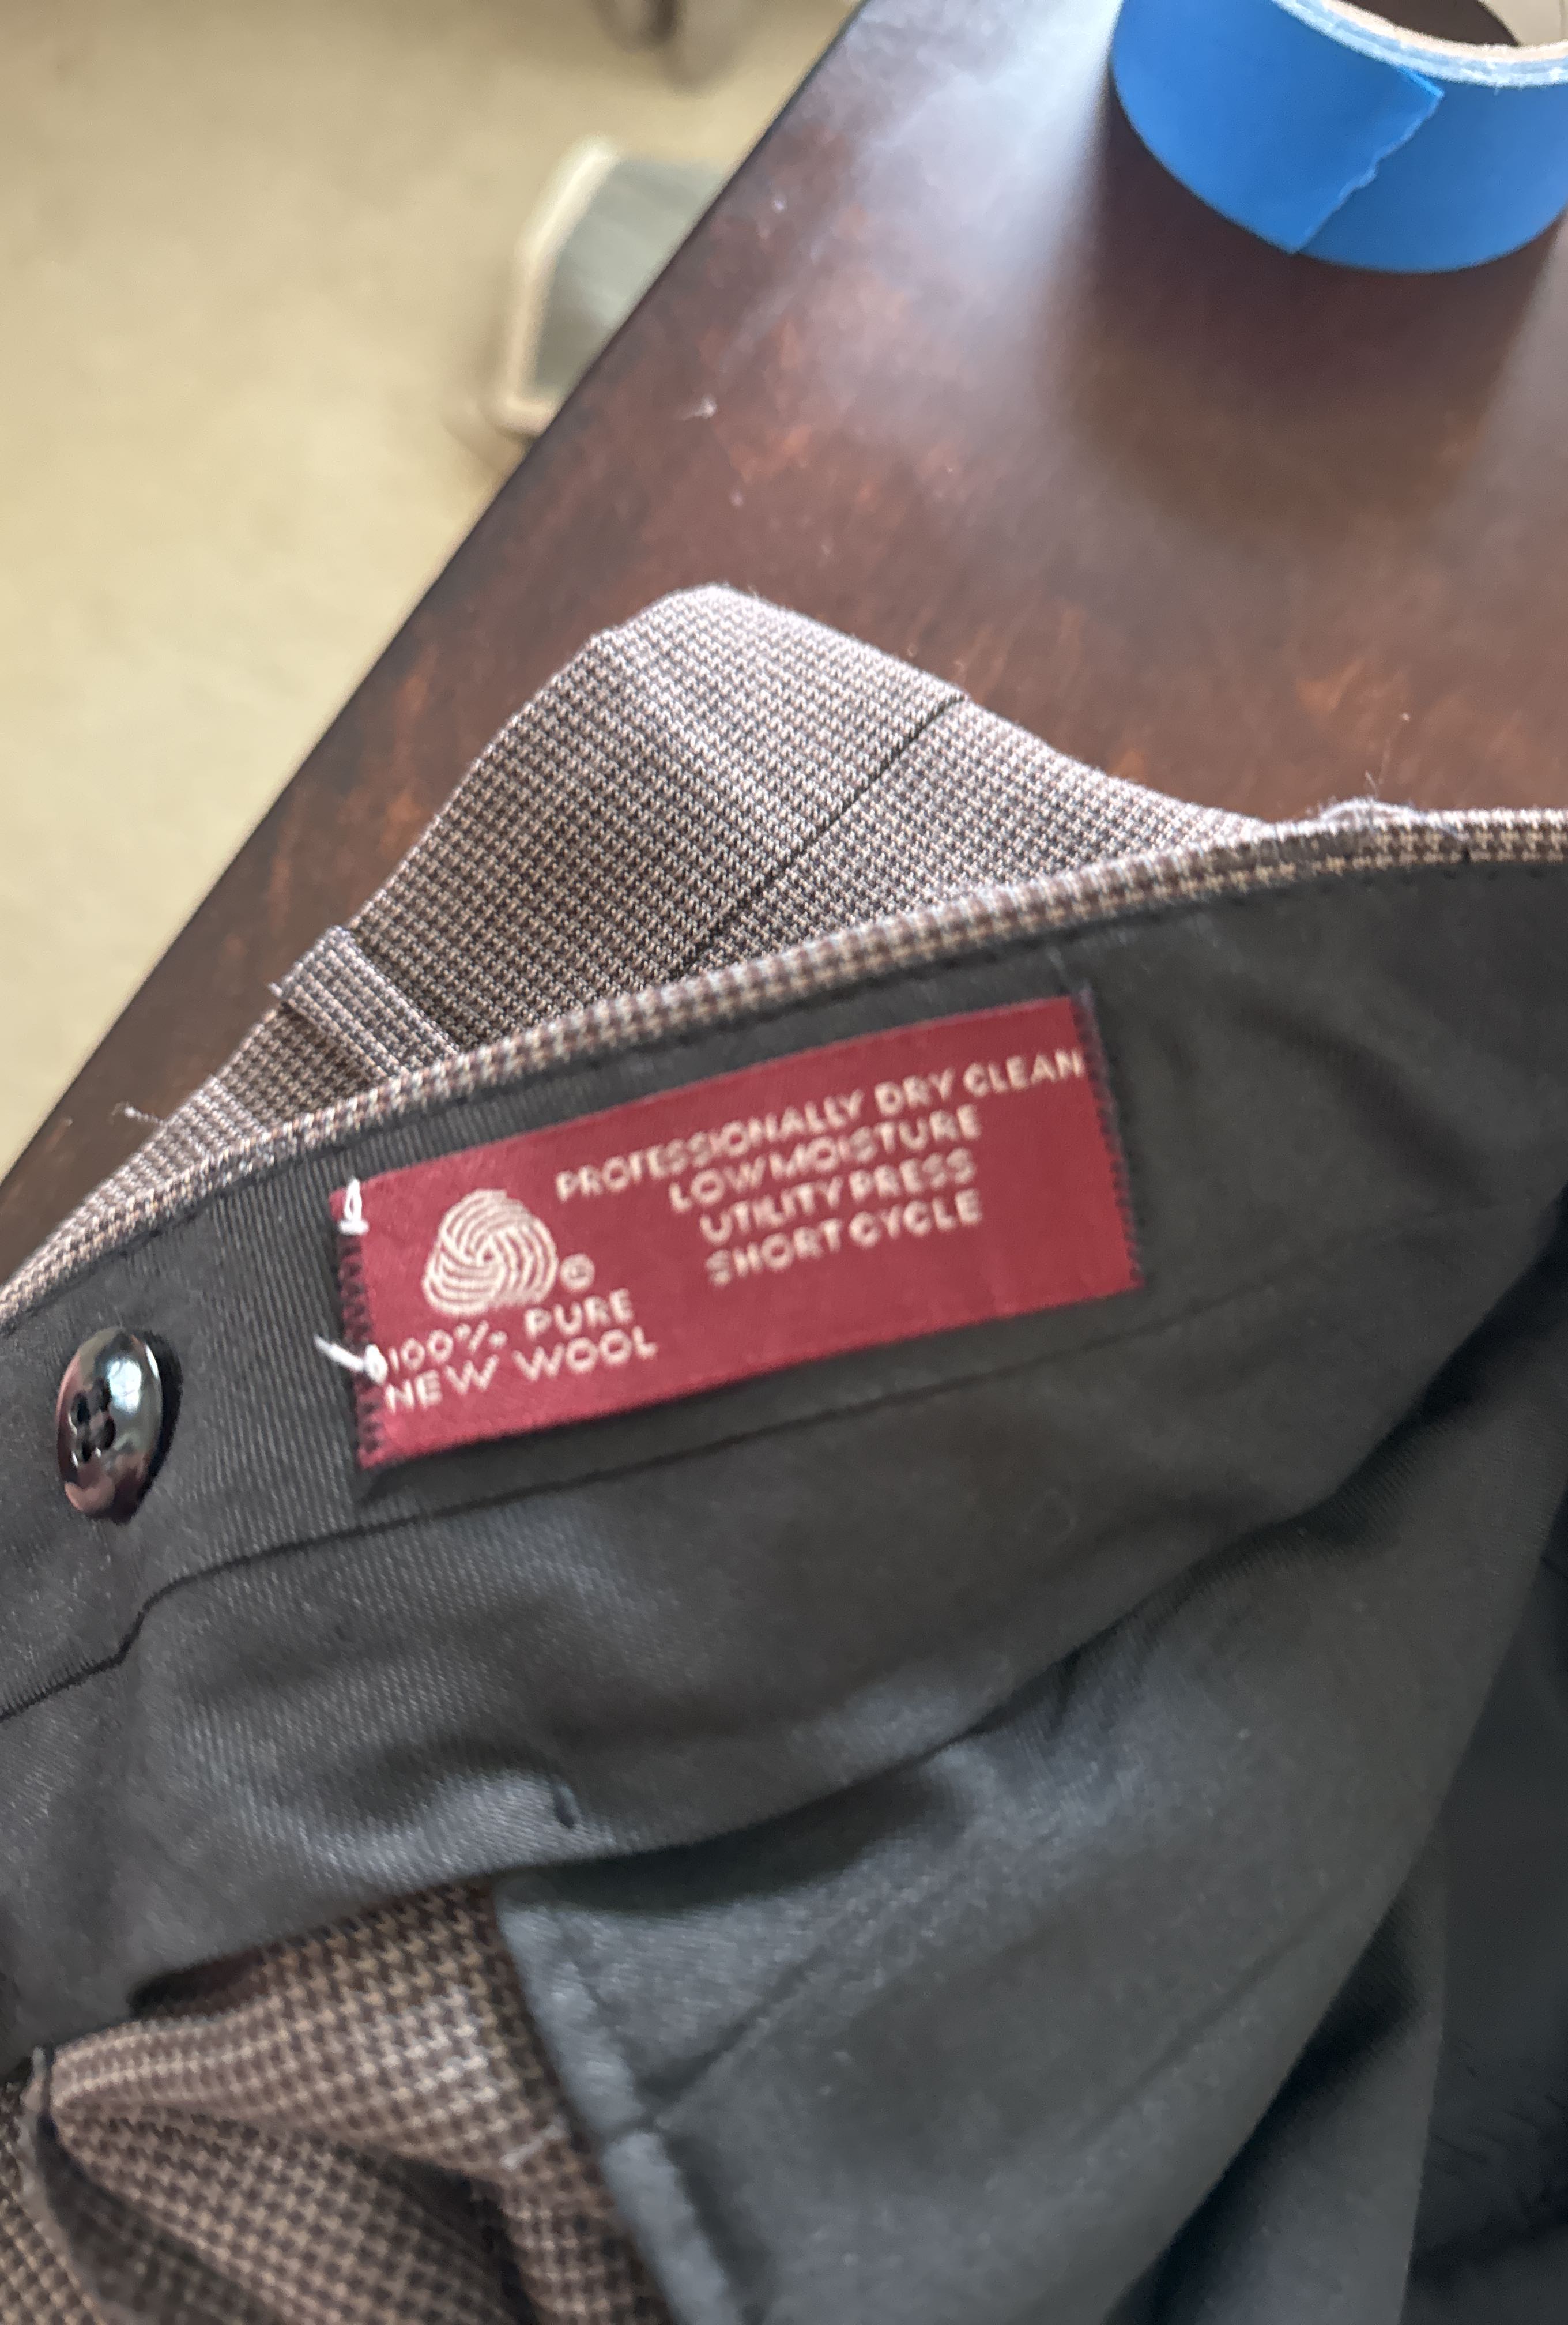 PROFESSIONALLY DRY CLEAN
LOW MOISTURE
UTILITY PRESS
SHORT CYCLE
100% PURE
NEW WOOL